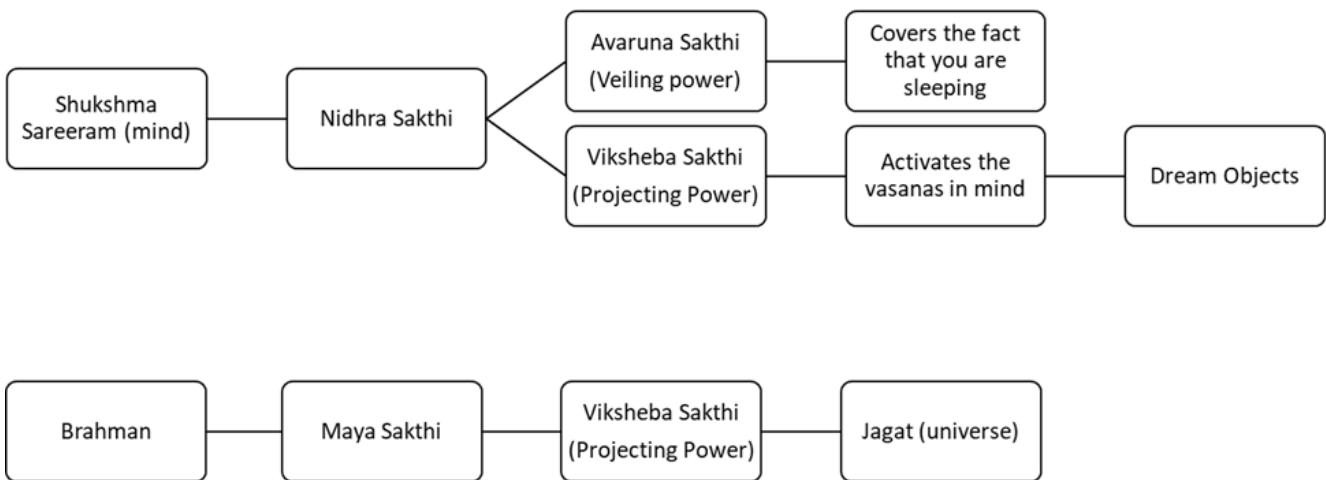 Shukshma
Sareeram (mind)
Nidhra Sakthi
Avaruna Sakthi
(Veiling power)
Covers the fact
that you are
sleeping
Viksheba Sakthi
(Projecting Power)
Activates the
vasanas in mind
Dream Objects
Brahman
Maya Sakthi
Viksheba Sakthi
(Projecting Power)
Jagat (universe)